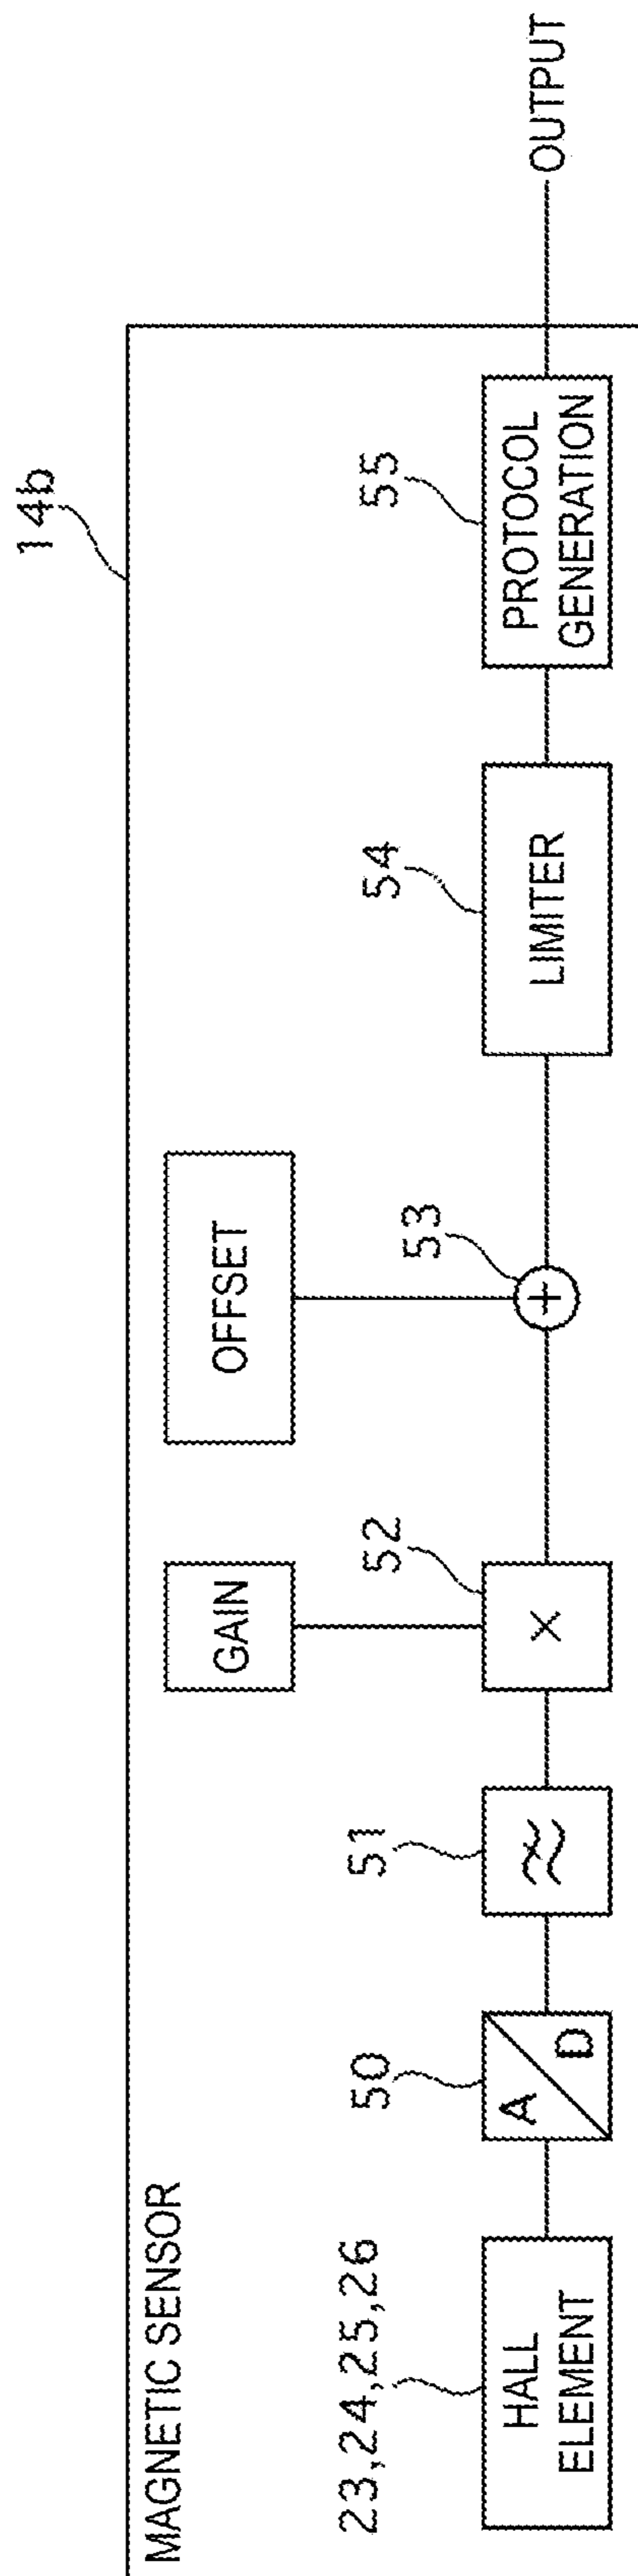 14b
MAGNETIC SENSOR
GAIN
OFFSET
23,24,25,26
50
51
52
53
54
55
HALL
ELEMENT
A
D
×
+
LIMITER
PROTOCOL
GENERATION
OUTPUT